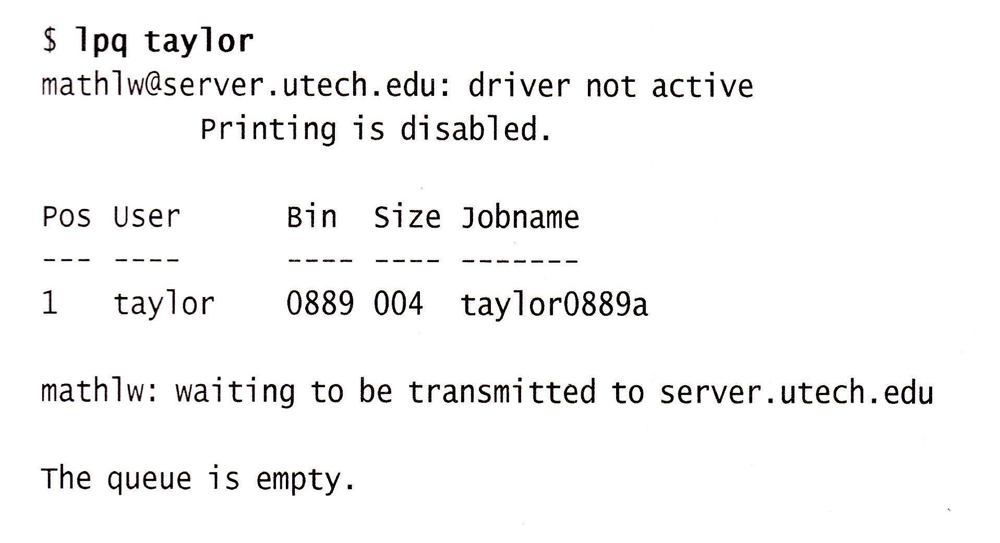 $ lpq taylor
mathlw@server.utech.edu: driver not active
Printing is disabled.
Pos User Bin Size Jobname
--- ---- ---- ---- -------
1 taylor 0889 004 taylor0889a
mathlw: waiting to be transmitted to server.utech.edu
The queue is empty.